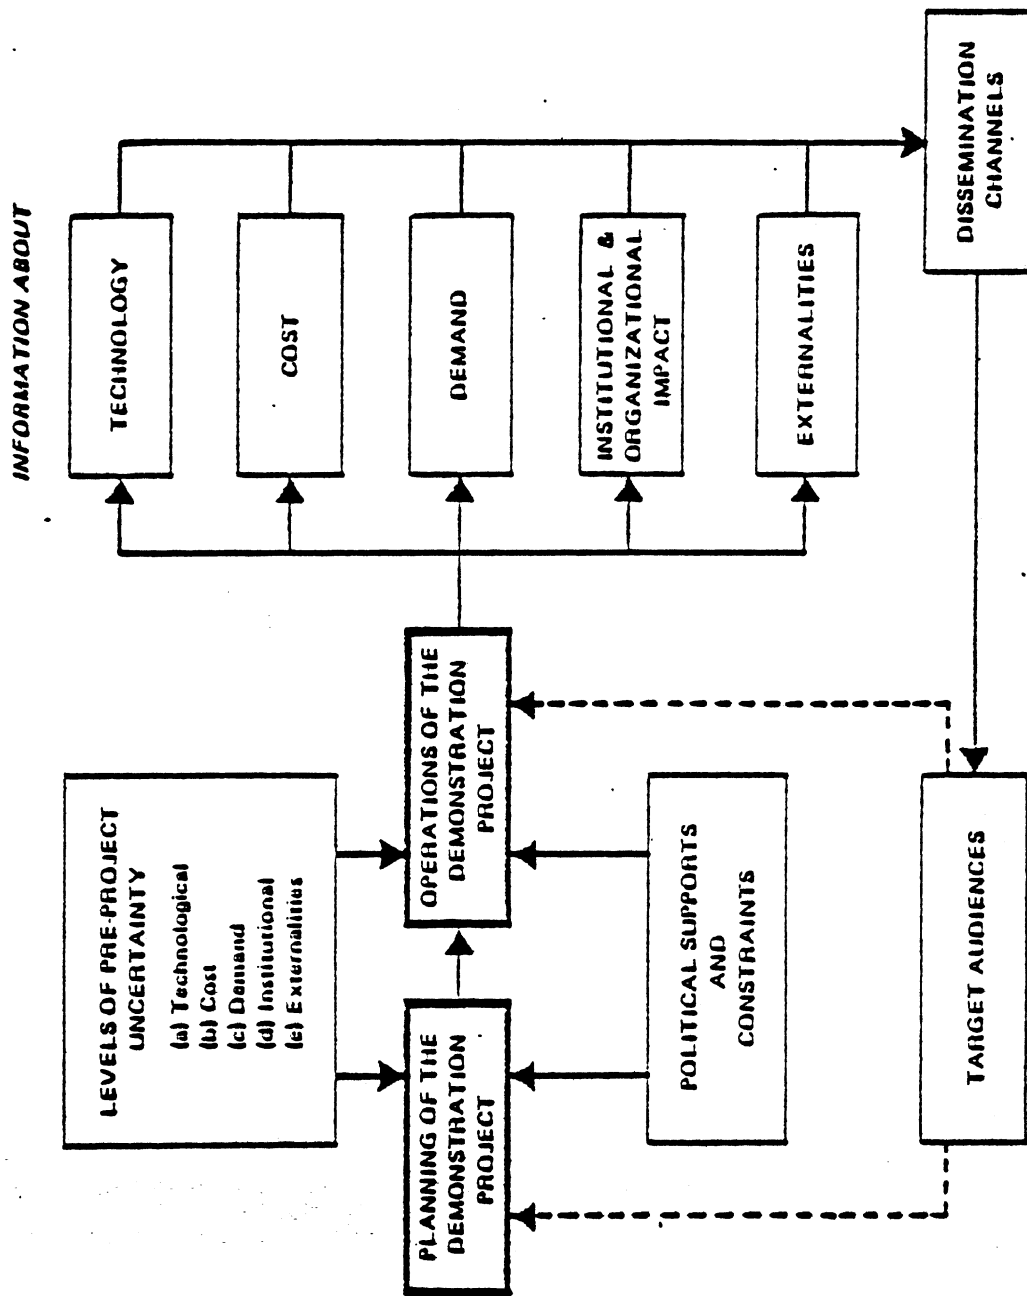 INFORMATION ABOUT
LEVELS OF PRE-PROJECT
UNCERTAINTY
(a) Technological
(b) Cost
(c) Demand
(d) Institutional
(e) Externalities
PLANNING OF THE
DEMONSTRATION
PROJECT
OPERATIONS OF THE
DEMONSTRATION
PROJECT
POLITICAL SUPPORTS
AND
CONSTRAINTS
TARGET AUDIENCES
TECHNOLOGY
COST
DEMAND
INSTITUTIONAL &
ORGANIZATIONAL
IMPACT
EXTERNALITIES
DISSEMINATION
CHANNELS